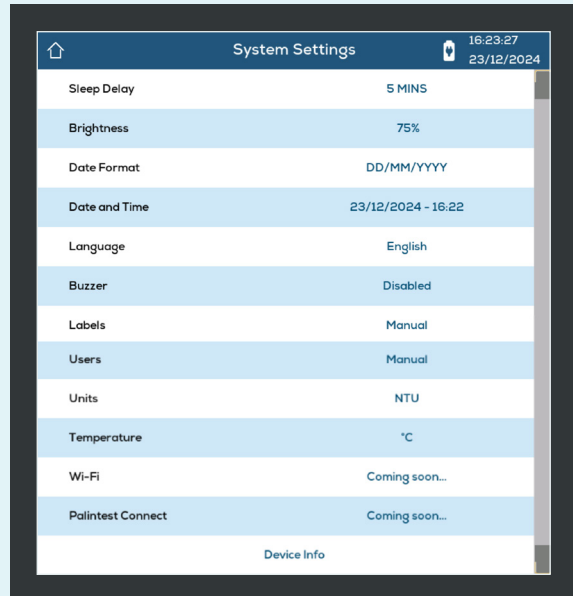 System Settings
16:23:27
23/12/2024
Sleep Delay 5 MINS
Brightness 75%
Date Format DD/MM/YYYY
Date and Time 23/12/2024 - 16:22
Language English
Buzzer Disabled
Labels Manual
Users Manual
Units NTU
Temperature °C
Wi-Fi Coming soon...
Palintest Connect Coming soon...
Device Info